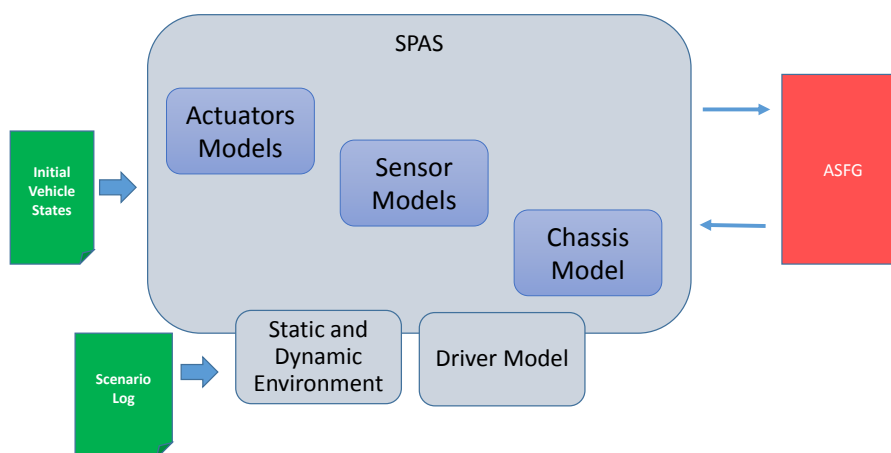 SPAS
Actuators
Models
Sensor
Models
Chassis
Model
Initial
Vehicle
States
ASFG
Static and
Dynamic
Environment
Driver Model
Scenario
Log